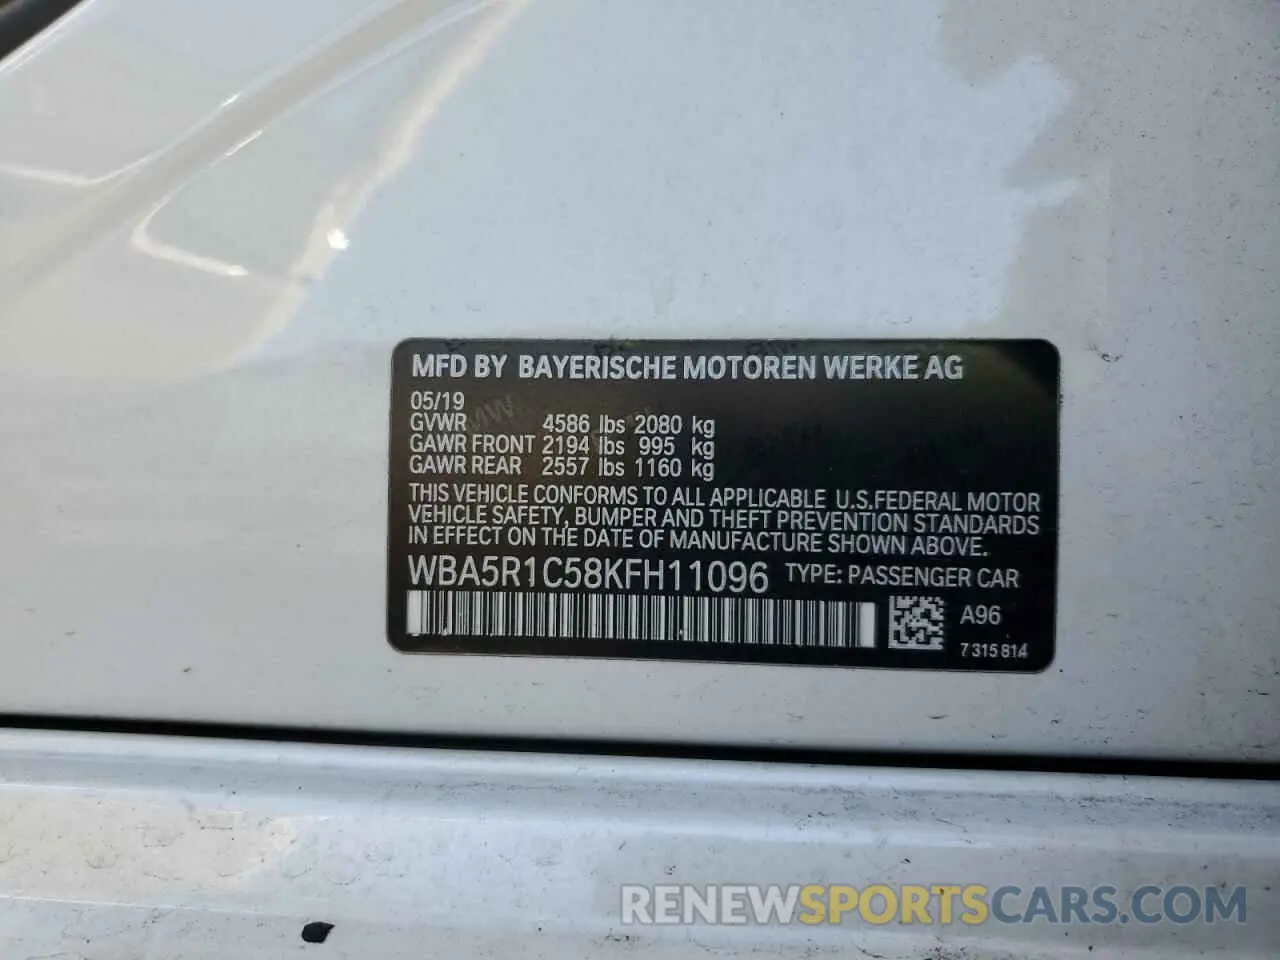 MFD BY BAYERISCHE MOTOREN WERKE AG
05/19
GVWR 4586 lbs 2080 kg
GAWR FRONT 2194 lbs 995 kg
GAWR REAR 2557 lbs 1160 kg
THIS VEHICLE CONFORMS TO ALL APPLICABLE U.S.FEDERAL MOTOR
VEHICLE SAFETY, BUMPER AND THEFT PREVENTION STANDARDS
IN EFFECT ON THE DATE OF MANUFACTURE SHOWN ABOVE.
WBA5R1C58KFH11096 TYPE: PASSENGER CAR
A96
7 315 814
RENEWSPORTSCARS.COM